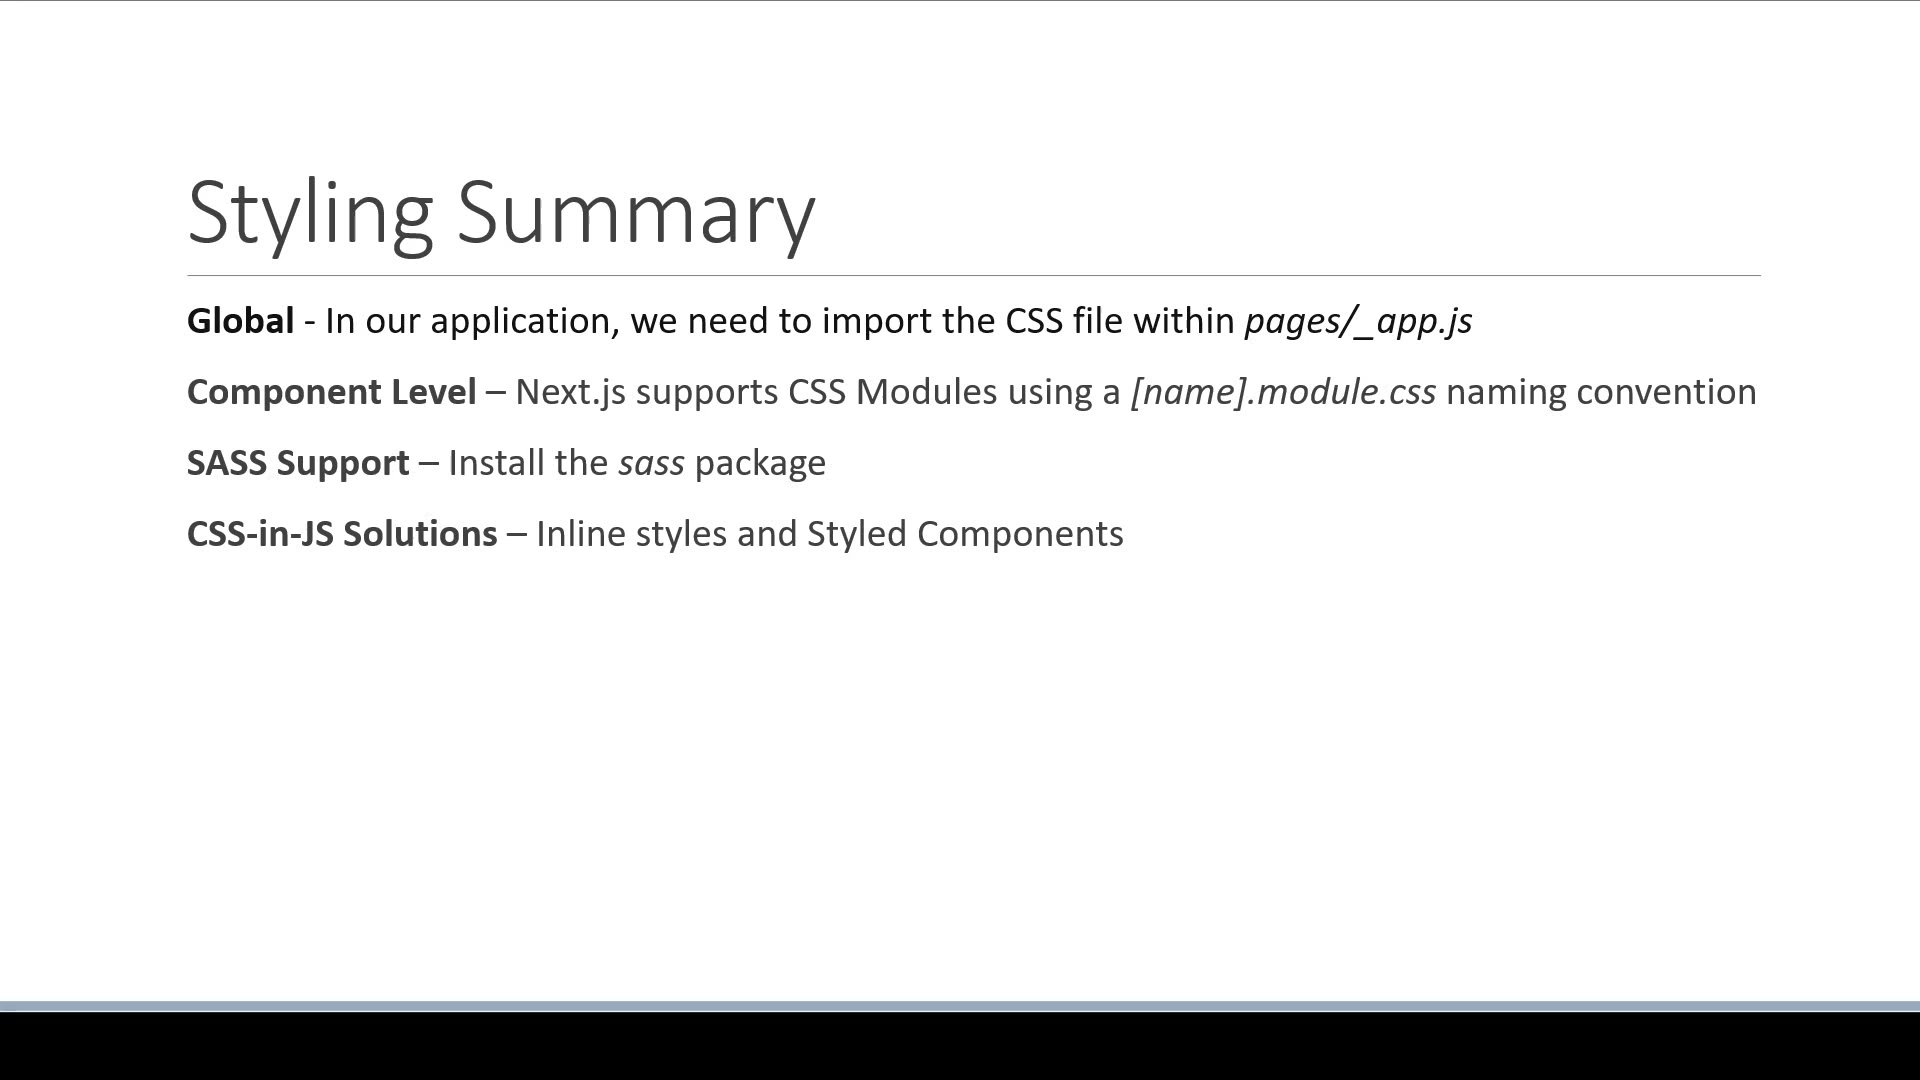 Styling Summary
Global - In our application, we need to import the CSS file within pages/_app.js
Component Level – Next.js supports CSS Modules using a [name].module.css naming convention
SASS Support – Install the sass package
CSS-in-JS Solutions – Inline styles and Styled Components